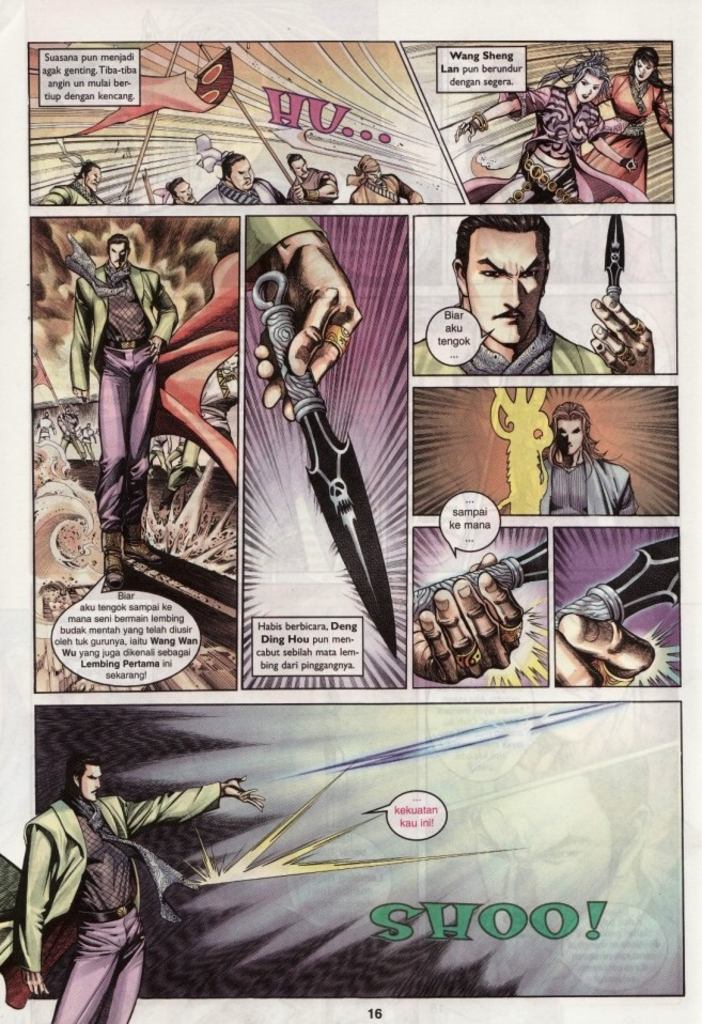 Suasana pun menjadi
agak genting. Tiba-tiba
angin un mulai ber-
tiup dengan kencang.
HU...
Wang Sheng
Lan pun berundur
dengan segera.
Biar
aku tengok sampai ke
mana seni bermain lembing
budak mentah yang telah diusir
oleh tuk gurunya, iaitu Wang Wan
Wu yang juga dikenali sebagai
Lembing Pertama ini
sekarang!
Habis berbicara, Deng
Ding Hou pun men-
cabut sebilah mata lem-
bing dari pinggangnya.
Biar
aku
tengok
...
...
sampai
ke mana
...
...
kekuatan
kau ini!
SHOO!
16